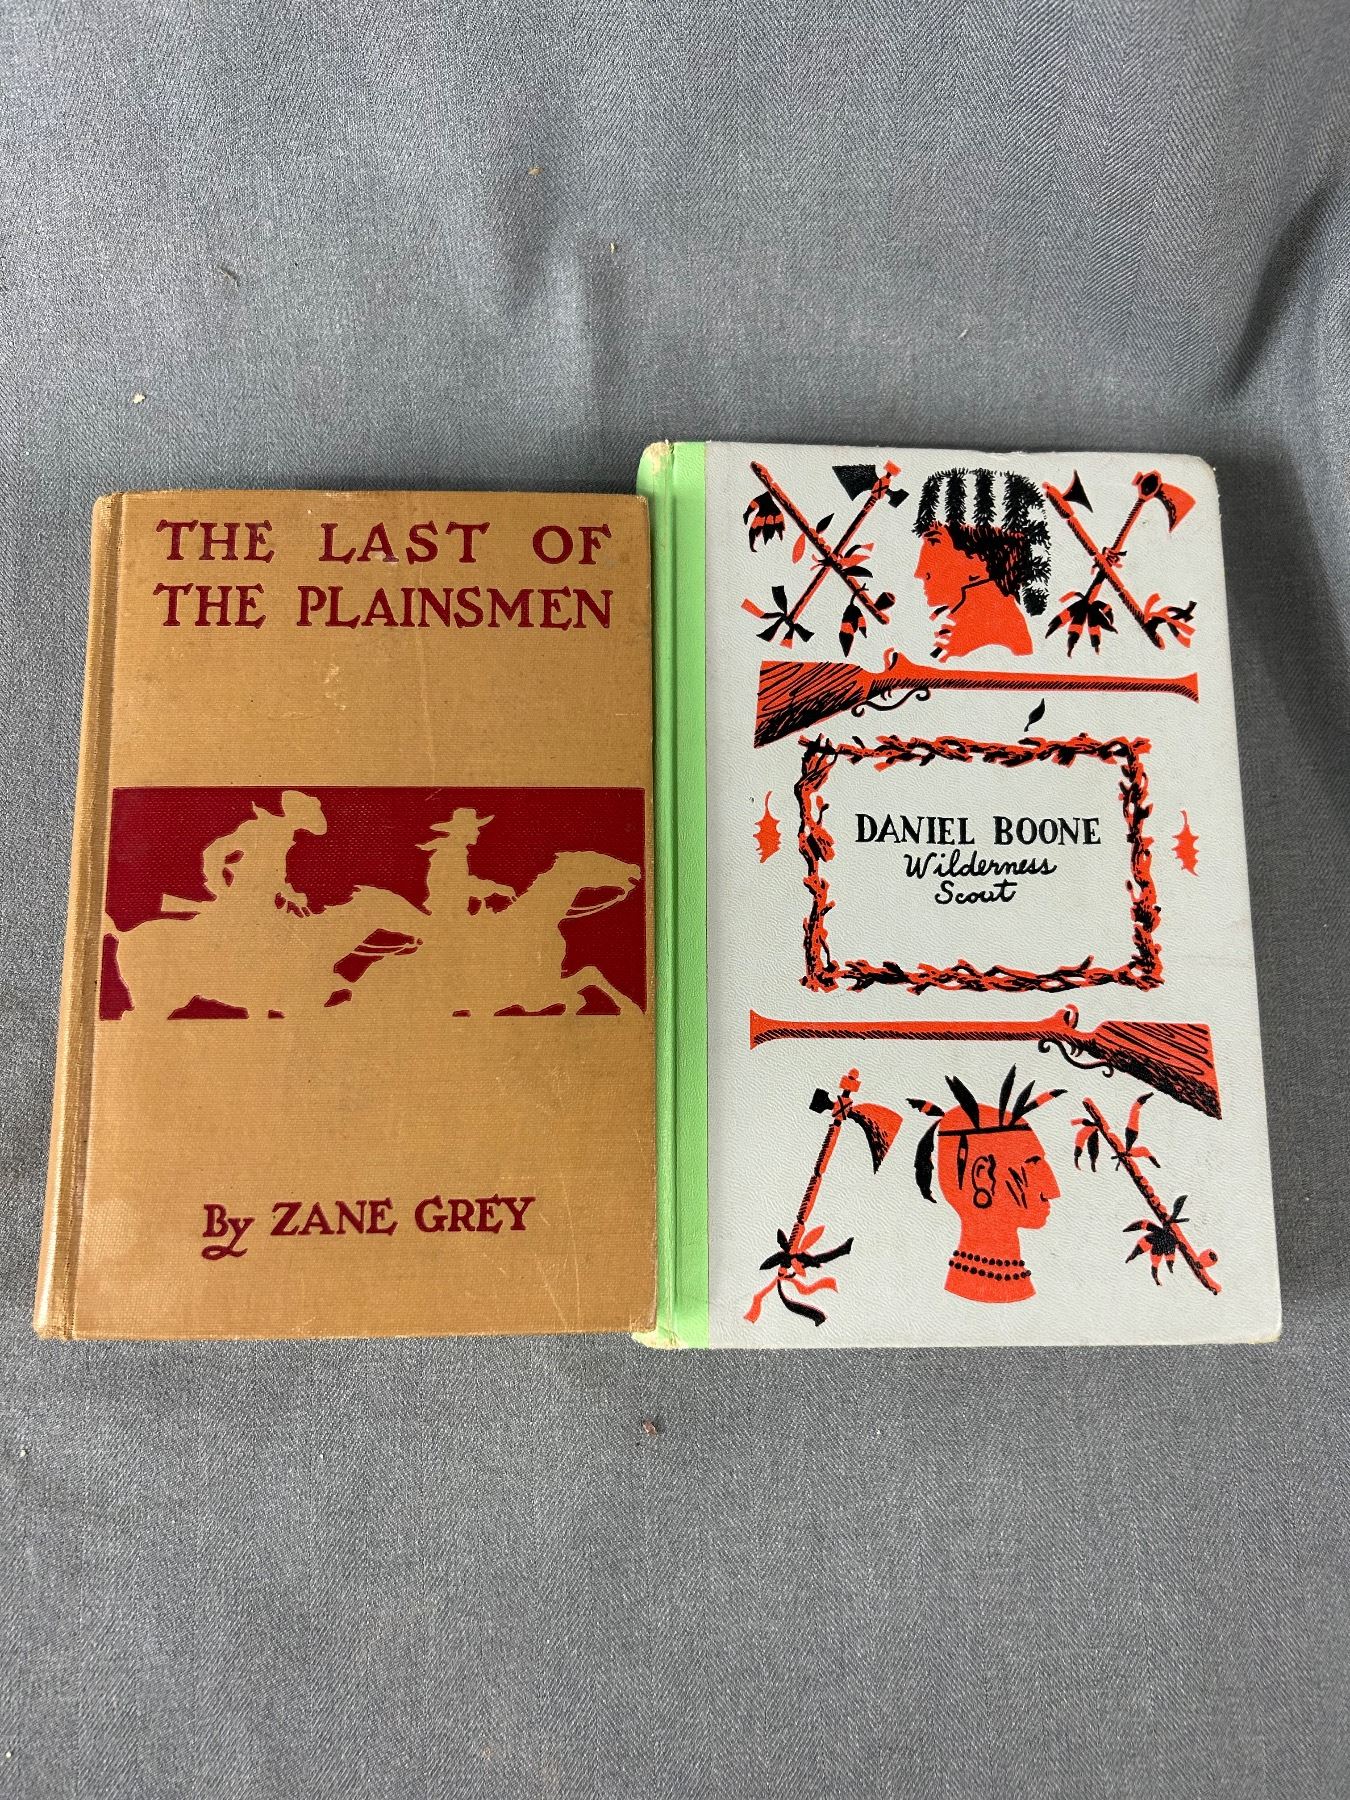 THE LAST OF
THE PLAINSMEN
By ZANE GREY
DANIEL BOONE
Wilderness
Scout